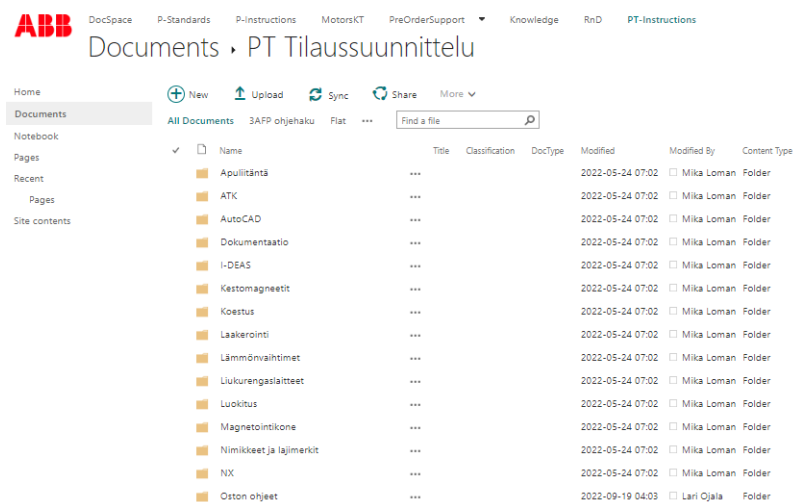 ABB DocSpace P-Standards P-Instructions MotorsKT PreOrderSupport Knowledge RnD PT-Instructions
Documents › PT Tilaussuunnittelu
Home
Documents
Notebook
Pages
Recent
Pages
Site contents
New Upload Sync Share More
All Documents 3AFP ohjehaku Flat ••• Find a file
Name Title Classification DocType Modified Modified By Content Type
Apuliitäntä ••• 2022-05-24 07:02 Mika Loman Folder
ATK ••• 2022-05-24 07:02 Mika Loman Folder
AutoCAD ••• 2022-05-24 07:02 Mika Loman Folder
Dokumentaatio ••• 2022-05-24 07:02 Mika Loman Folder
I-DEAS ••• 2022-05-24 07:02 Mika Loman Folder
Kestomagneetit ••• 2022-05-24 07:02 Mika Loman Folder
Koestus ••• 2022-05-24 07:02 Mika Loman Folder
Laakerointi ••• 2022-05-24 07:02 Mika Loman Folder
Lämmönvaihtimet ••• 2022-05-24 07:02 Mika Loman Folder
Liukurengaslaitteet ••• 2022-05-24 07:02 Mika Loman Folder
Luokitus ••• 2022-05-24 07:02 Mika Loman Folder
Magnetointikone ••• 2022-05-24 07:02 Mika Loman Folder
Nimikkeet ja lajimerkit ••• 2022-05-24 07:02 Mika Loman Folder
NX ••• 2022-05-24 07:02 Mika Loman Folder
Oston ohjeet ••• 2022-09-19 04:03 Lari Ojala Folder